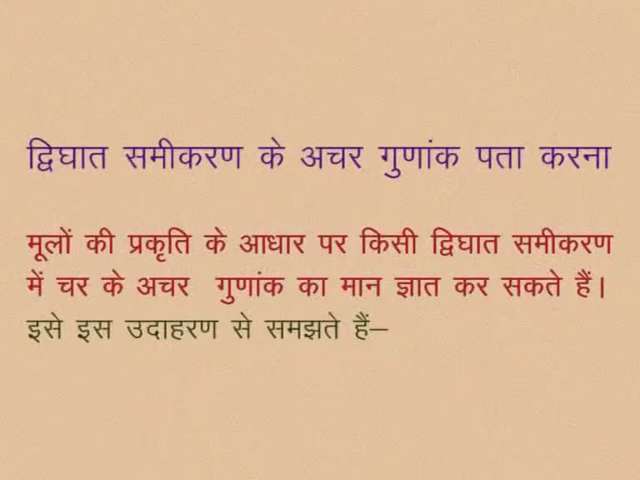 द्विघात समीकरण के अचर गुणांक पता करना
मूलों की प्रकृति के आधार पर किसी द्विघात समीकरण
में चर के अचर गुणांक का मान ज्ञात कर सकते हैं।
इसे इस उदाहरण से समझते हैं–